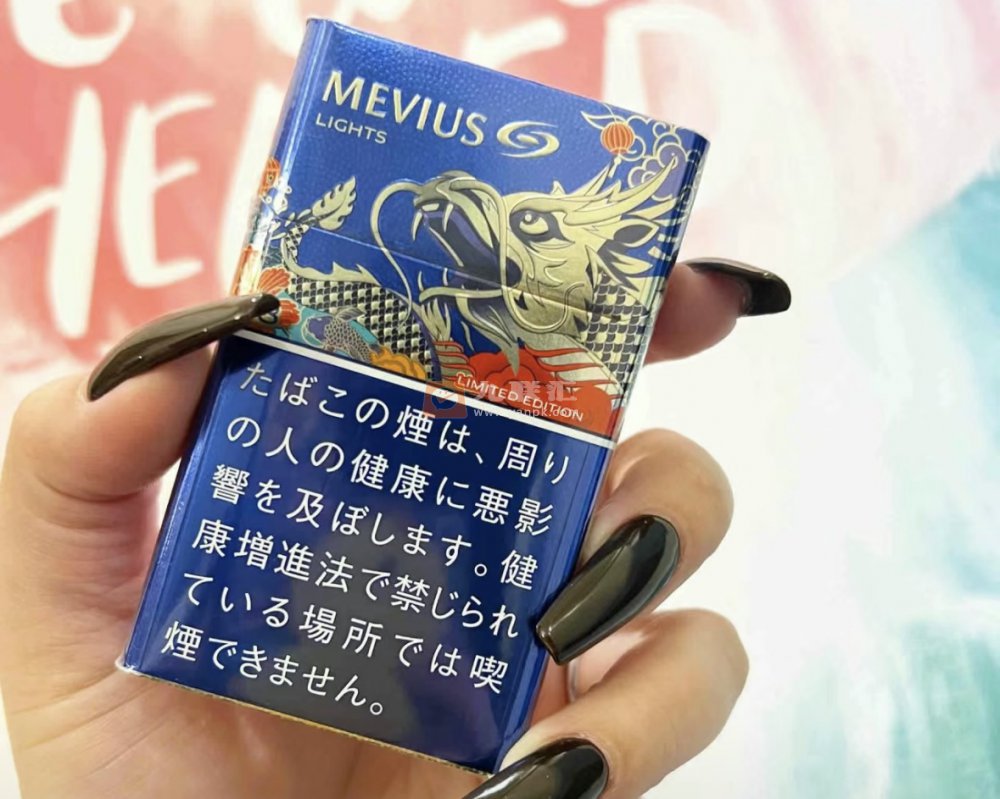 MEVIUS
LIGHTS
LIMITED EDITION
たばこの煙は、周り
の人の健康に悪影
響を及ぼします。健
康増進法で禁じられ
ている場所では喫
煙できません。